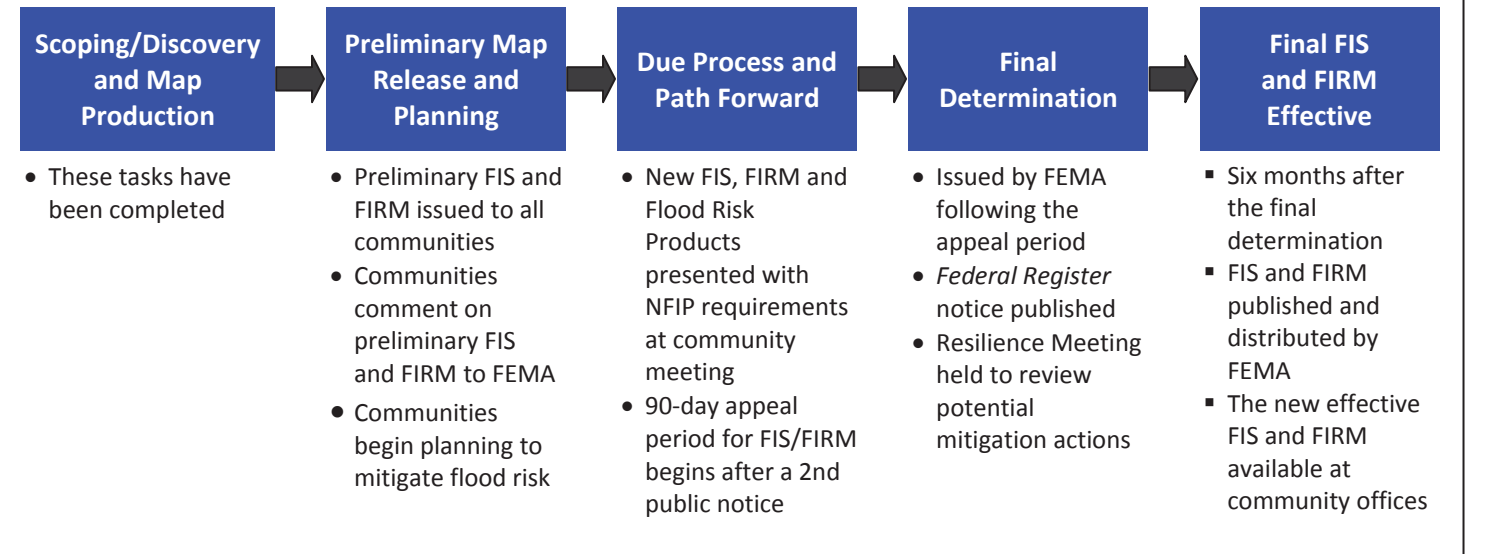 Scoping/Discovery
and Map
Production
• These tasks have
been completed
Preliminary Map
Release and
Planning
• Preliminary FIS and
FIRM issued to all
communities
• Communities
comment on
preliminary FIS
and FIRM to FEMA
• Communities
begin planning to
mitigate flood risk
Due Process and
Path Forward
• New FIS, FIRM and
Flood Risk
Products
presented with
NFIP requirements
at community
meeting
• 90-day appeal
period for FIS/FIRM
begins after a 2nd
public notice
Final
Determination
• Issued by FEMA
following the
appeal period
• Federal Register
notice published
• Resilience Meeting
held to review
potential
mitigation actions
Final FIS
and FIRM
Effective
▪ Six months after
the final
determination
▪ FIS and FIRM
published and
distributed by
FEMA
▪ The new effective
FIS and FIRM
available at
community offices